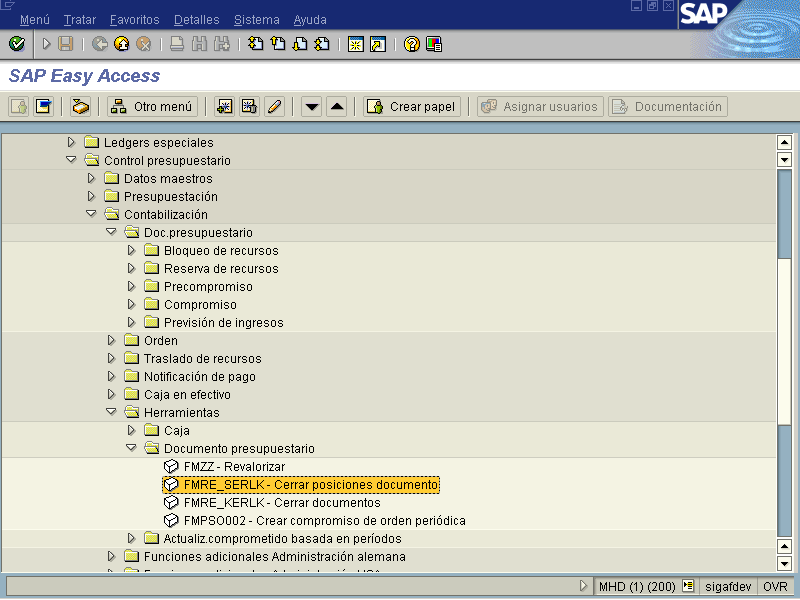 Menú Tratar Favoritos Detalles Sistema Ayuda
SAP
SAP Easy Access
Otro menú Crear papel Asignar usuarios Documentación
Ledgers especiales
Control presupuestario
Datos maestros
Presupuestación
Contabilización
Doc.presupuestario
Bloqueo de recursos
Reserva de recursos
Precompromiso
Compromiso
Previsión de ingresos
Orden
Traslado de recursos
Notificación de pago
Caja en efectivo
Herramientas
Caja
Documento presupuestario
FMZZ - Revalorizar
FMRE_SERLK - Cerrar posiciones documento
FMRE_KERLK - Cerrar documentos
FMPSO002 - Crear compromiso de orden periódica
Actualiz.comprometido basada en períodos
Funciones adicionales Administración alemana
MHD (1) (200) sigafdev OVR